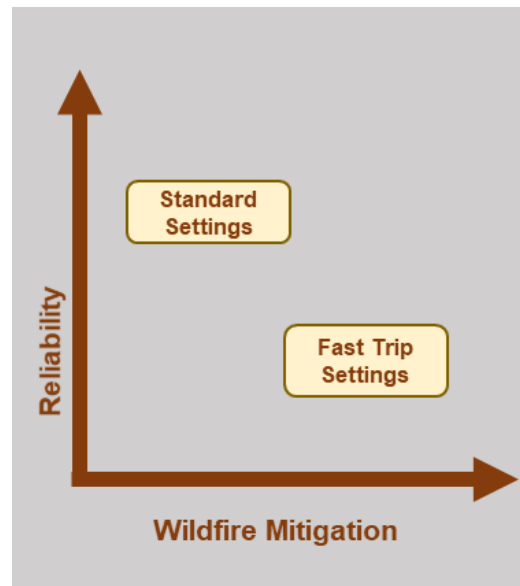 Standard
Settings
Fast Trip
Settings
Reliability
Wildfire Mitigation